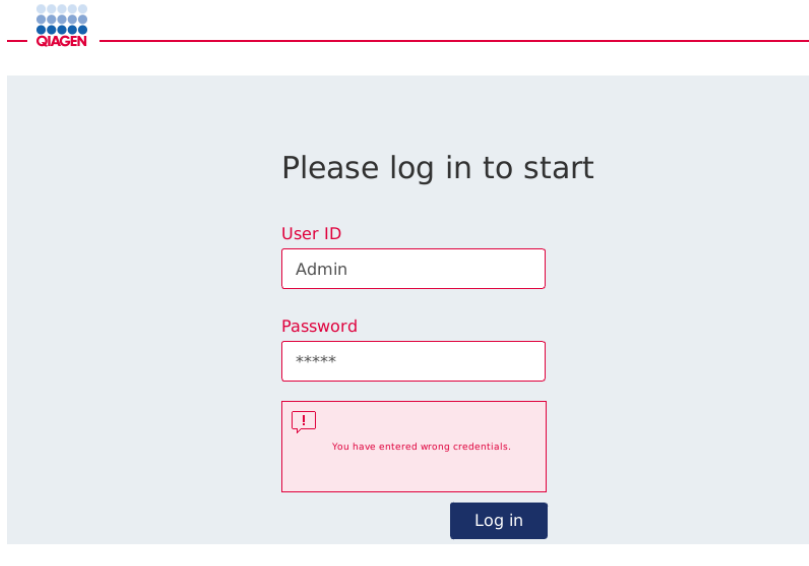 QIAGEN
Please log in to start
User ID
Admin
Password
*****
!
You have entered wrong credentials.
Log in